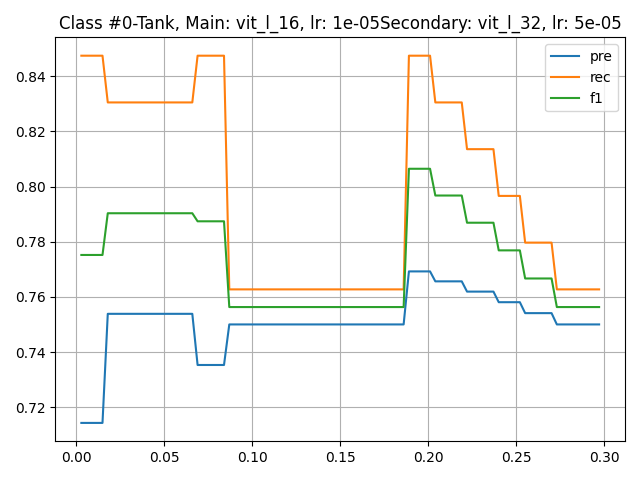 Class #0-Tank, Main: vit_l_16, lr: 1e-05Secondary: vit_l_32, lr: 5e-05
pre
rec
f1
0.84
0.82
0.80
0.78
0.76
0.74
0.72
0.00 0.05 0.10 0.15 0.20 0.25 0.30